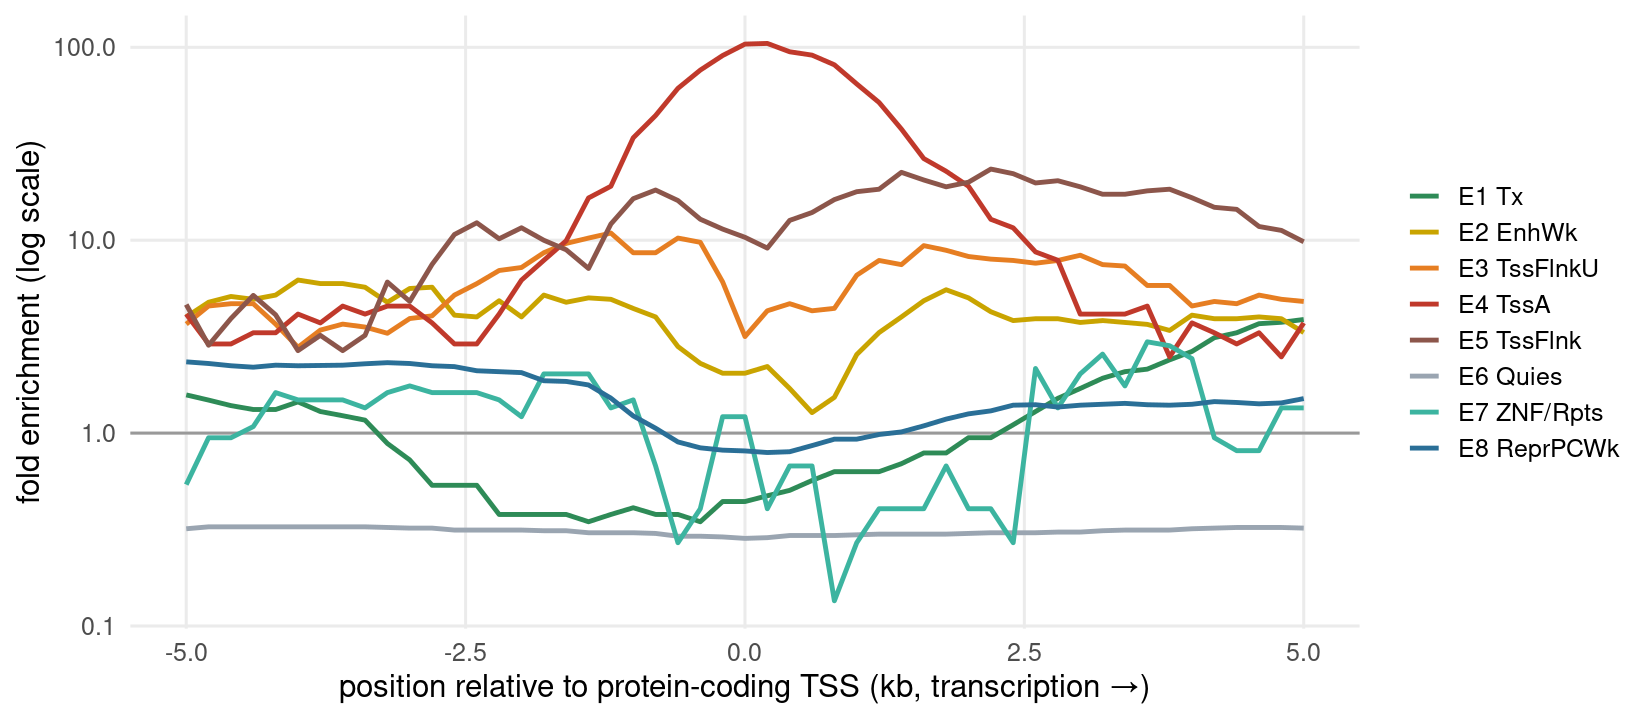 fold enrichment (log scale)
100.0
10.0
1.0
0.1
-5.0
-2.5
0.0
2.5
5.0
position relative to protein-coding TSS (kb, transcription →)
E1 Tx
E2 EnhWk
E3 TssFlnkU
E4 TssA
E5 TssFlnk
E6 Quies
E7 ZNF/Rpts
E8 ReprPCWk